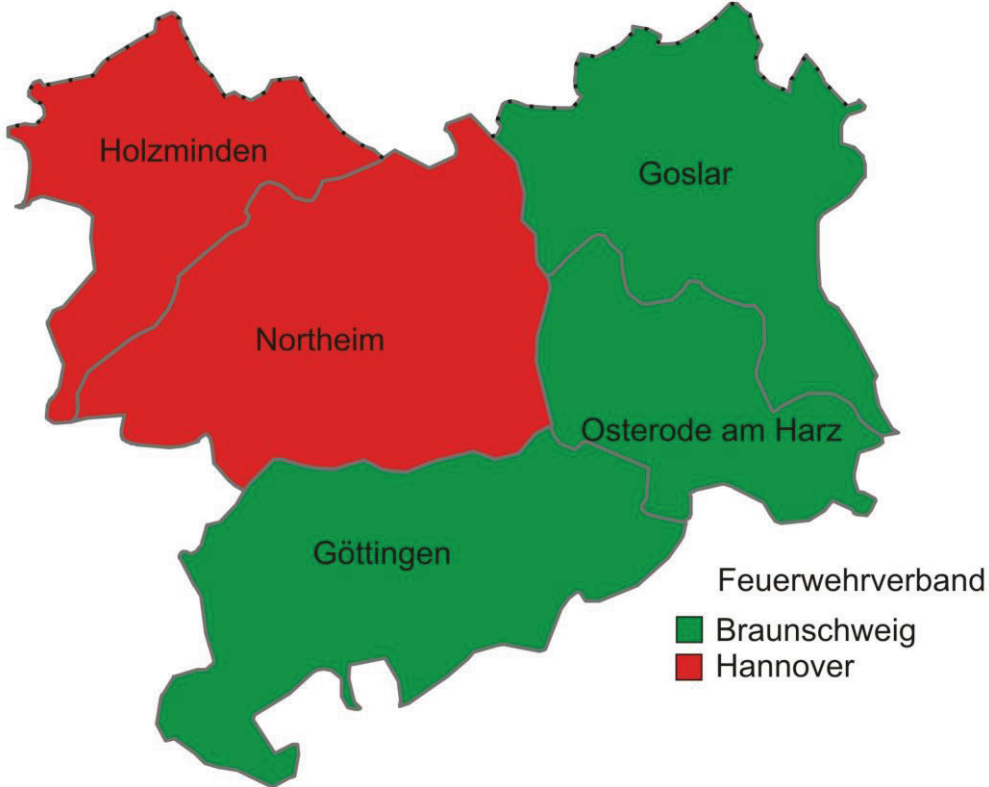 Holzminden
Goslar
Northeim
Osterode am Harz
Göttingen
Feuerwehrverband
Braunschweig
Hannover